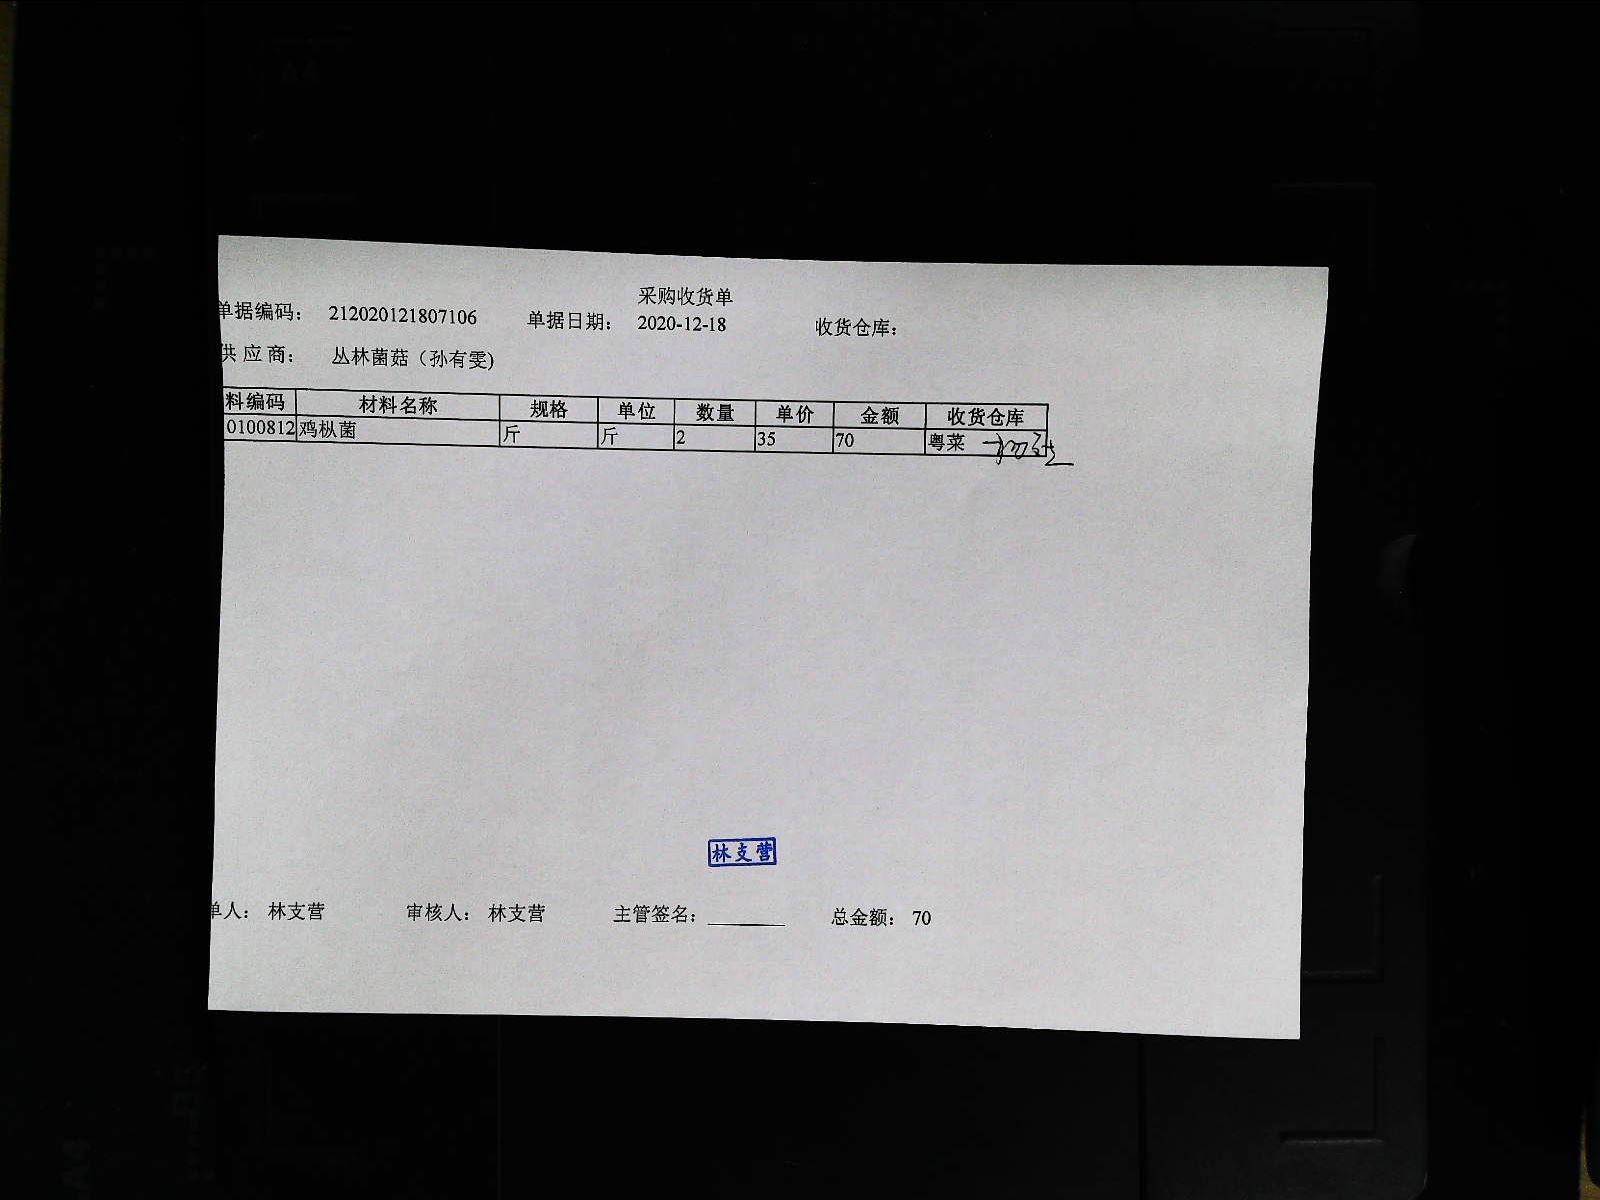 采购收货单
单据编码： 212020121807106 单据日期： 2020-12-18 收货仓库：
供 应 商： 丛林菌菇（孙有雯)
料编码 材料名称 规格 单位 数量 单价 金额 收货仓库
0100812 鸡枞菌 斤 斤 2 35 70 粤菜
林支营
单人： 林支营 审核人： 林支营 主管签名： 总金额： 70